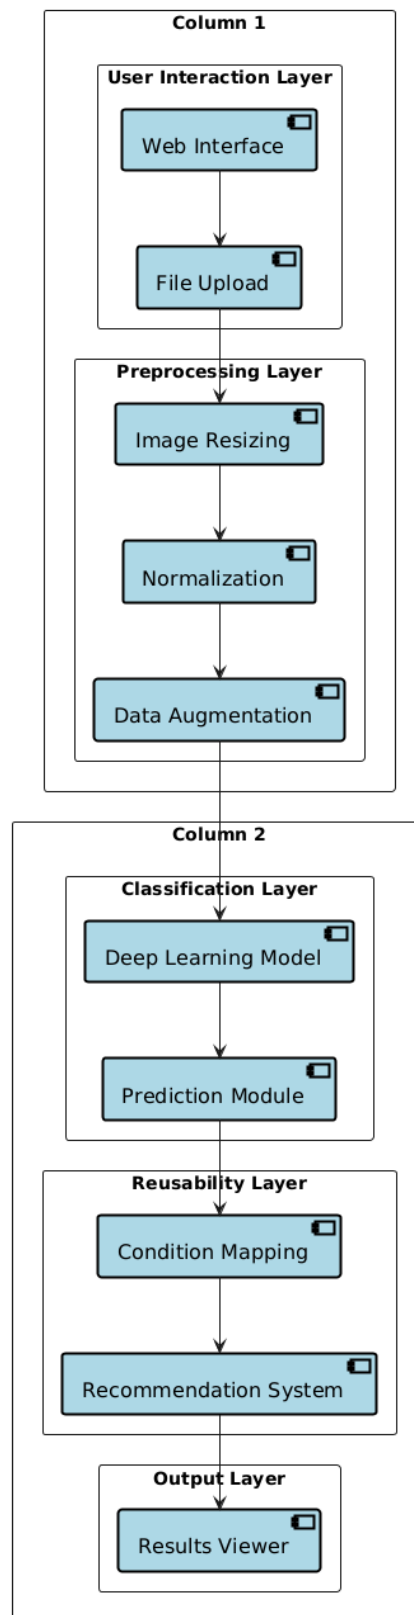 Column 1
User Interaction Layer
Web Interface
File Upload
Preprocessing Layer
Image Resizing
Normalization
Data Augmentation
Column 2
Classification Layer
Deep Learning Model
Prediction Module
Reusability Layer
Condition Mapping
Recommendation System
Output Layer
Results Viewer